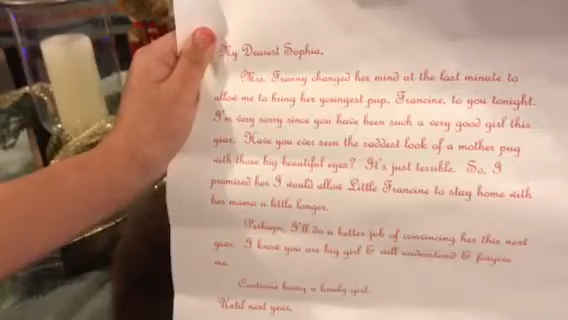 My Dearest Sophia,
Mrs. Franny changed her mind at the last minute to
allow me to bring her youngest pup, Francine, to you tonight.
I'm very sorry since you have been such a very good girl this
year. Have you ever seen the saddest look of a mother pug
with those big beautiful eyes? It's just terrible. So, I
promised her I would allow Little Francine to stay home with
her mama a little longer.
Perhaps, I'll do a better job of convincing her this next
year. I know you are big girl & will understand & forgive
me
Continue being a lovely girl.
Until next year,